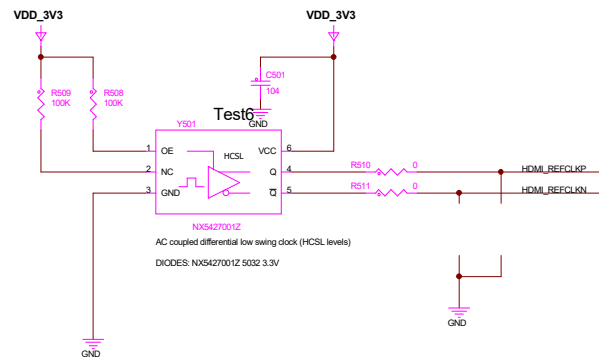 VDD_3V3
VDD_3V3
R509
100K
R508
100K
C501
104
GND
Test6
Y501
1 OE
HCSL
VCC 6
2 NC
Q 4
R510 0
HDMI_REFCLKP
3 GND
Q 5
R511 0
HDMI_REFCLKN
NX5427001Z
AC coupled differential low swing clock (HCSL levels)
DIODES: NX5427001Z 5032 3.3V
GND
GND